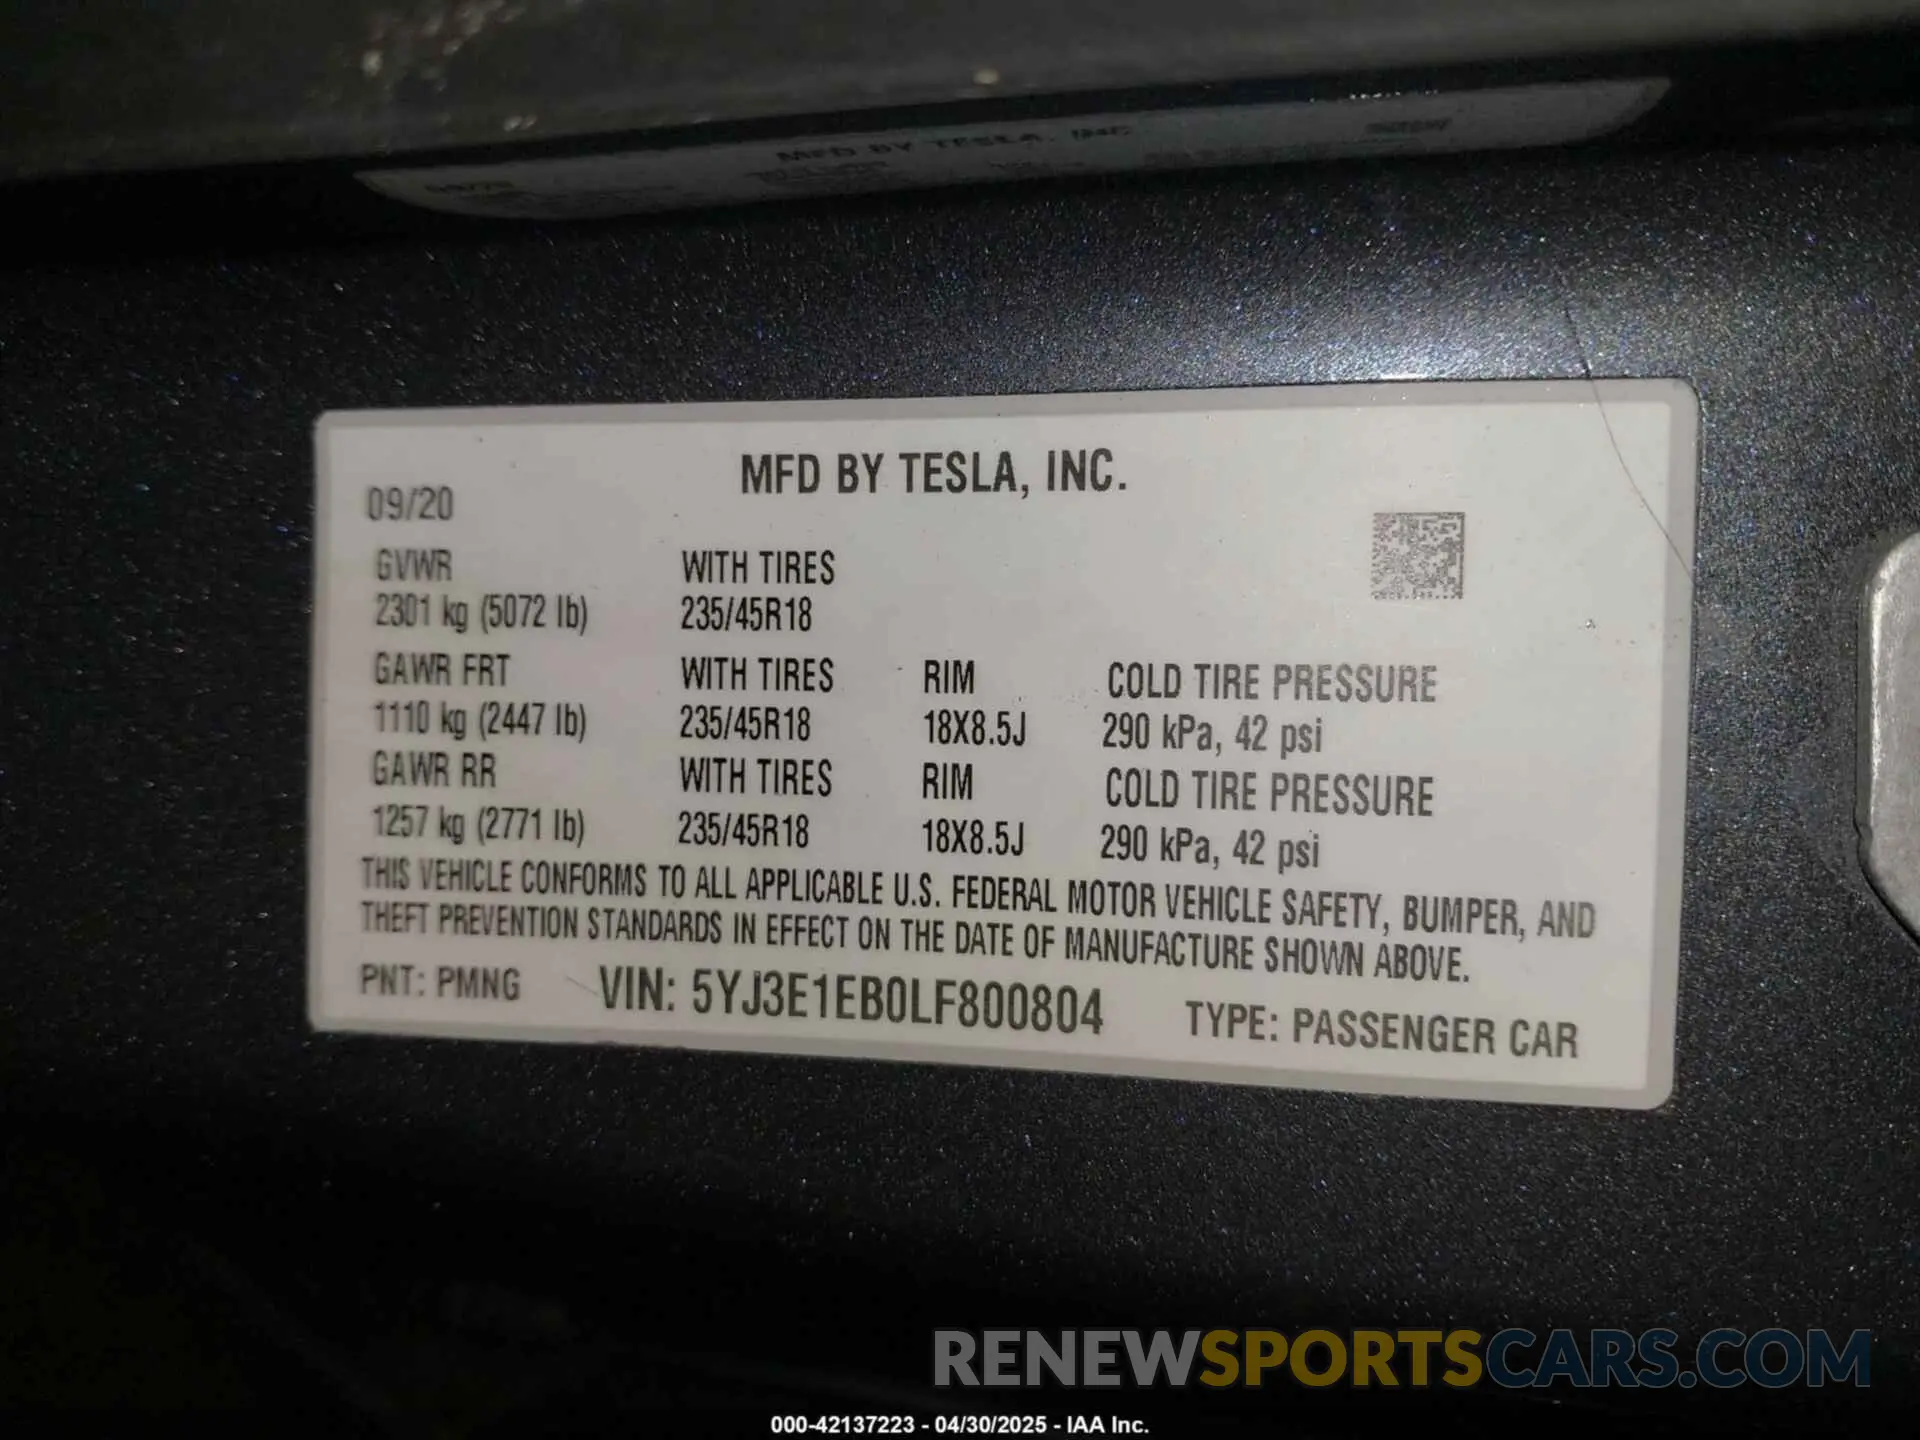 MFD BY TESLA, INC.
09/20
GVWR WITH TIRES
2301 kg (5072 lb) 235/45R18
GAWR FRT WITH TIRES RIM COLD TIRE PRESSURE
1110 kg (2447 lb) 235/45R18 18X8.5J 290 kPa, 42 psi
GAWR RR WITH TIRES RIM COLD TIRE PRESSURE
1257 kg (2771 lb) 235/45R18 18X8.5J 290 kPa, 42 psi
THIS VEHICLE CONFORMS TO ALL APPLICABLE U.S. FEDERAL MOTOR VEHICLE SAFETY, BUMPER, AND
THEFT PREVENTION STANDARDS IN EFFECT ON THE DATE OF MANUFACTURE SHOWN ABOVE.
PNT: PMNG VIN: 5YJ3E1EB0LF800804 TYPE: PASSENGER CAR
RENEWSPORTSCARS.COM
000-42137223 - 04/30/2025 - IAA Inc.